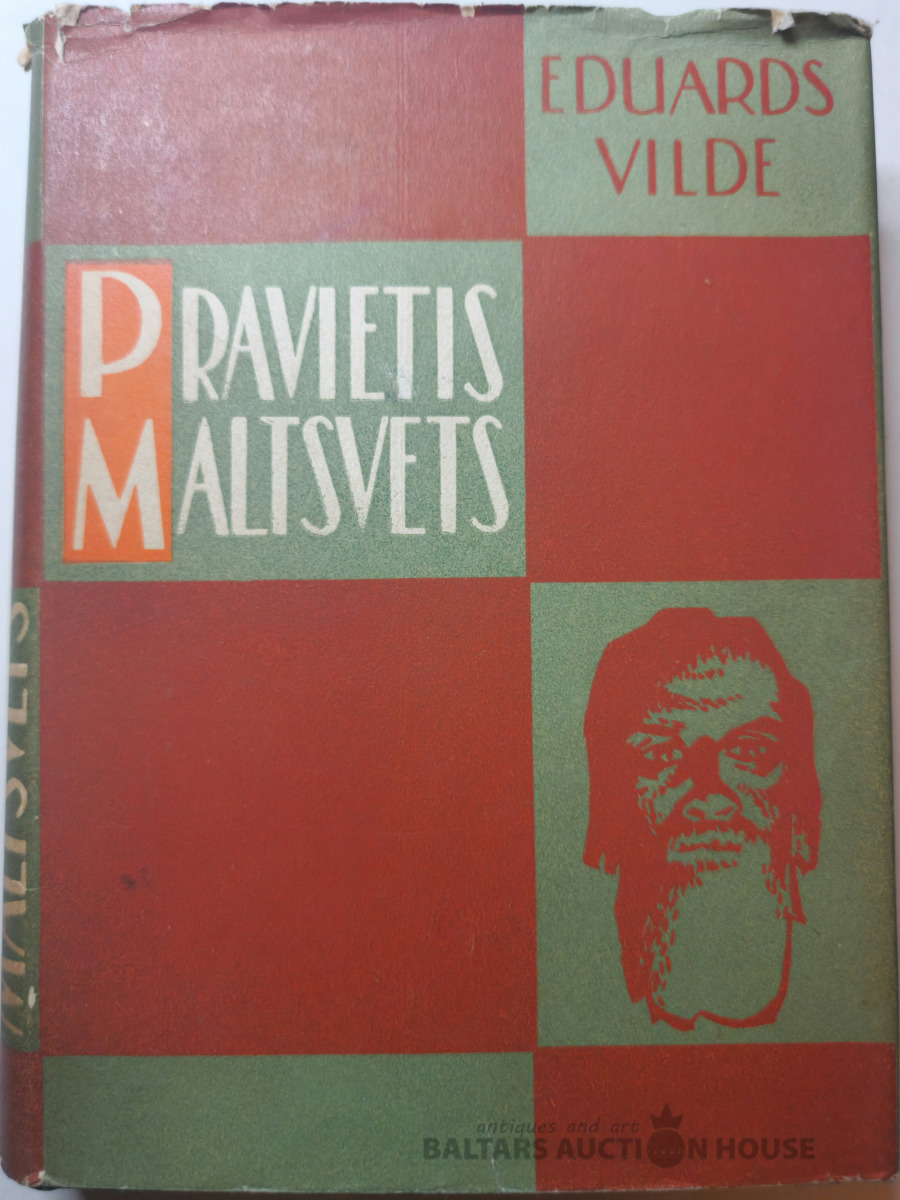 EDUARDS
VILDE
PRAVIETIS
MALTSVETS
MALTSVETS
antiques and art
BALTARS AUCTION HOUSE